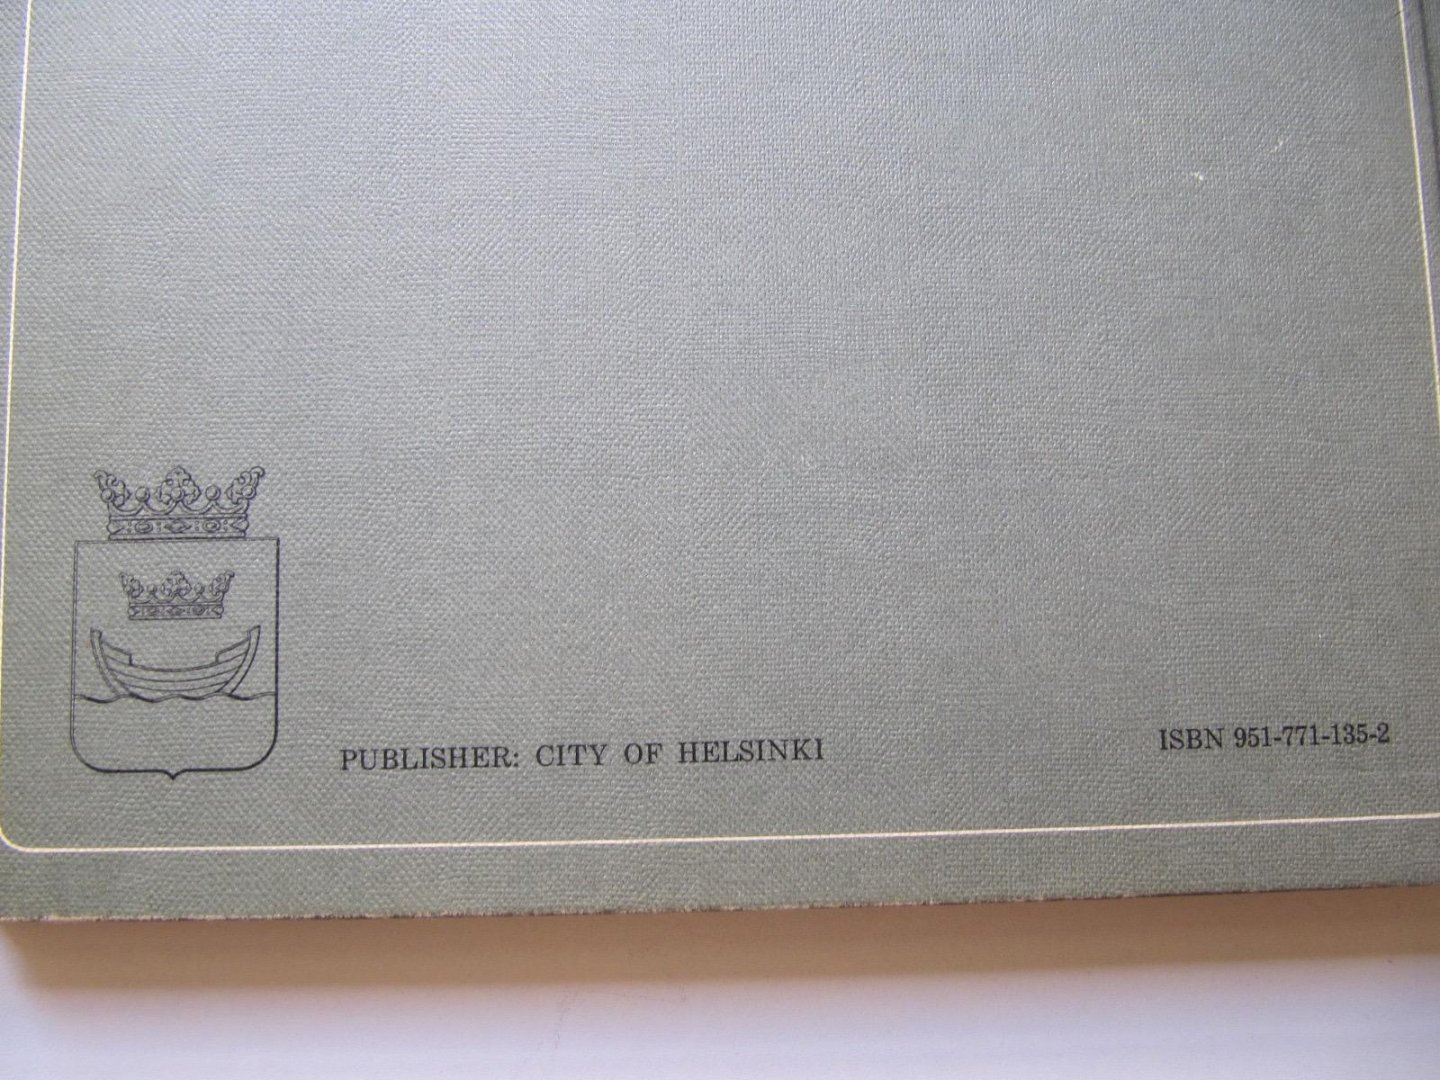 PUBLISHER: CITY OF HELSINKI
ISBN 951-771-135-2